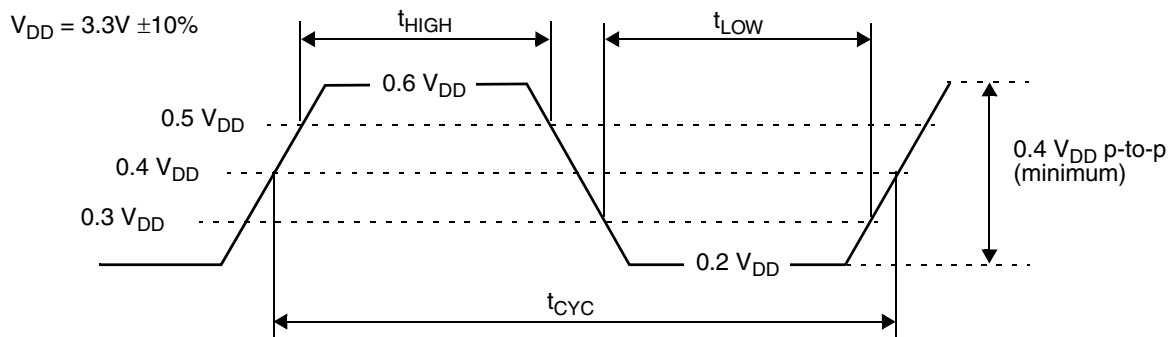 V_DD = 3.3V ±10%
t_HIGH
t_LOW
0.6 V_DD
0.5 V_DD
0.4 V_DD
0.3 V_DD
0.2 V_DD
0.4 V_DD p-to-p
(minimum)
t_CYC